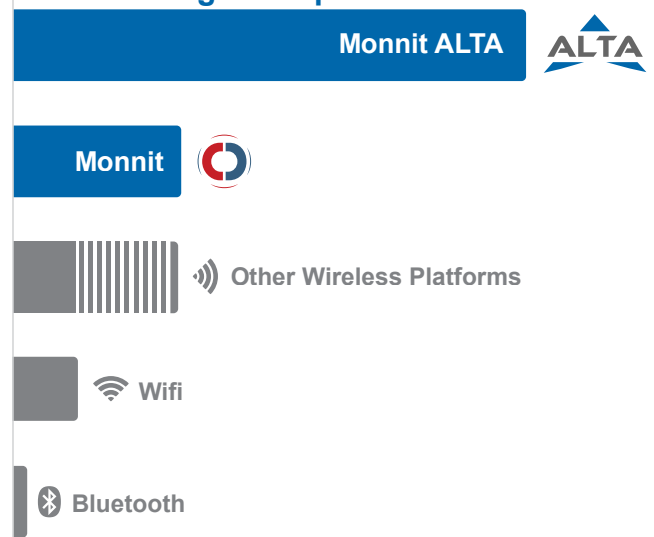 Monnit ALTA
ALTA
Monnit
Other Wireless Platforms
Wifi
Bluetooth